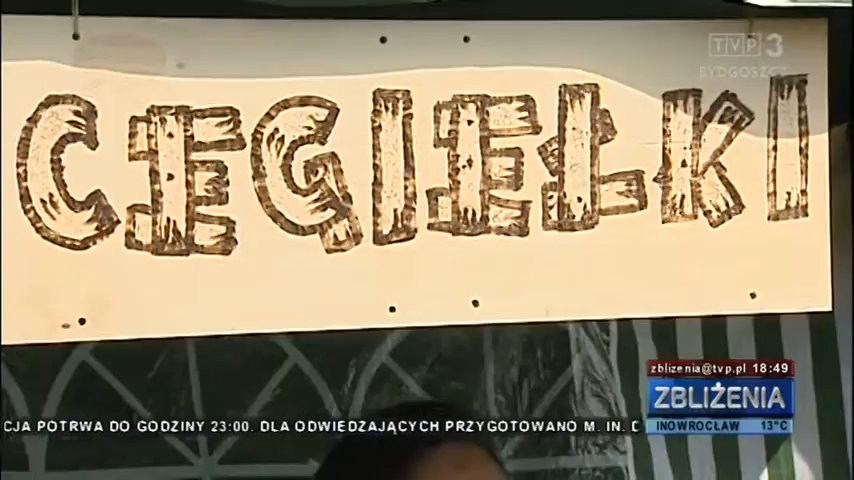 TVP3
BYDGOSZCZ
CEGIEŁKI
zblizenia@tvp.pl 18:49
ZBLIŻENIA
CJA POTRWA DO GODZINY 23:00. DLA ODWIEDZAJĄCYCH PRZYGOTOWANO M. IN.
INOWROCŁAW 13°C